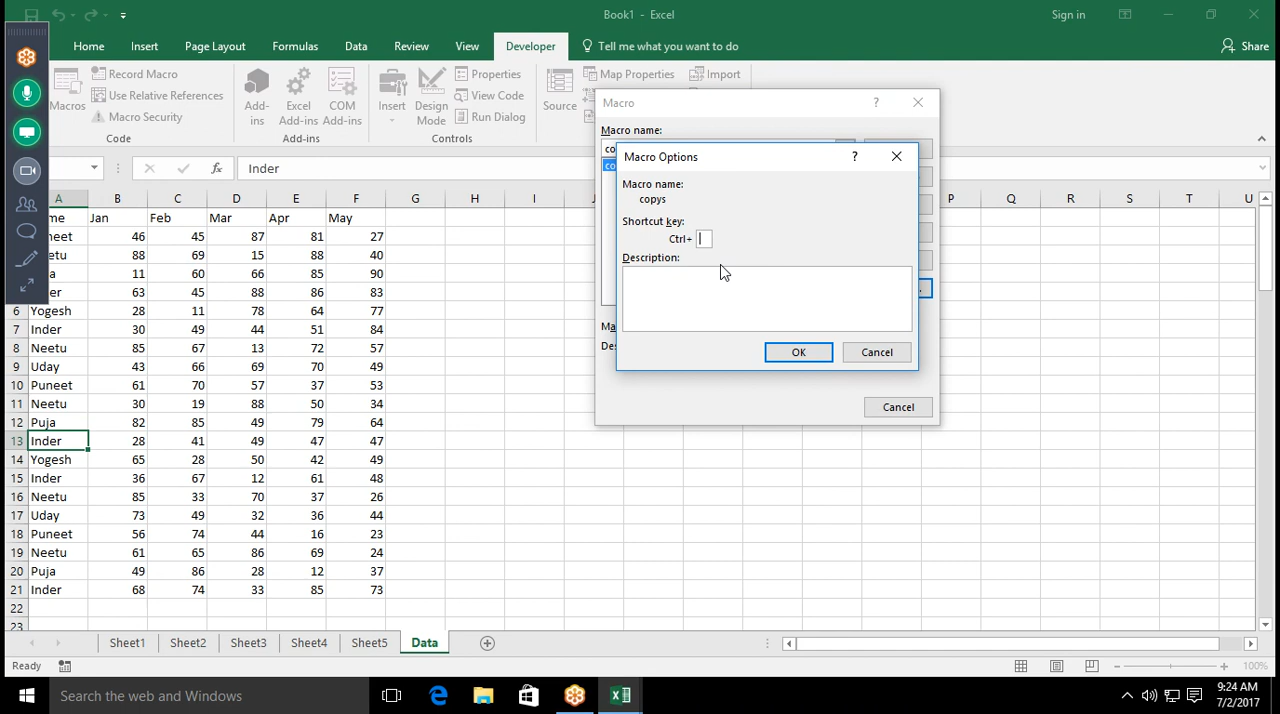 Book1 - Excel
Sign in
Home Insert Page Layout Formulas Data Review View Developer Tell me what you want to do Share
Macros
Record Macro
Use Relative References
Macro Security
Code
Add-ins
Excel Add-ins
COM Add-ins
Add-ins
Insert
Design Mode
Properties
View Code
Run Dialog
Controls
Source
Map Properties
Import
Inder
Macro
Macro name:
co
co
Ma
Des
Cancel
Macro Options
Macro name:
copys
Shortcut key:
Ctrl+
Description:
OK Cancel
A B C D E F G H I P Q R S T U
me Jan Feb Mar Apr May
neet 46 45 87 81 27
etu 88 69 15 88 40
a 11 60 66 85 90
er 63 45 88 86 83
6 Yogesh 28 11 78 64 77
7 Inder 30 49 44 51 84
8 Neetu 85 67 13 72 57
9 Uday 43 66 69 70 49
10 Puneet 61 70 57 37 53
11 Neetu 30 19 88 50 34
12 Puja 82 85 49 79 64
13 Inder 28 41 49 47 47
14 Yogesh 65 28 50 42 49
15 Inder 36 67 12 61 48
16 Neetu 85 33 70 37 26
17 Uday 73 49 32 36 44
18 Puneet 56 74 44 16 23
19 Neetu 61 65 86 69 24
20 Puja 49 86 28 12 37
21 Inder 68 74 33 85 73
22
23
Sheet1 Sheet2 Sheet3 Sheet4 Sheet5 Data
Ready
100%
Search the web and Windows
9:24 AM
7/2/2017